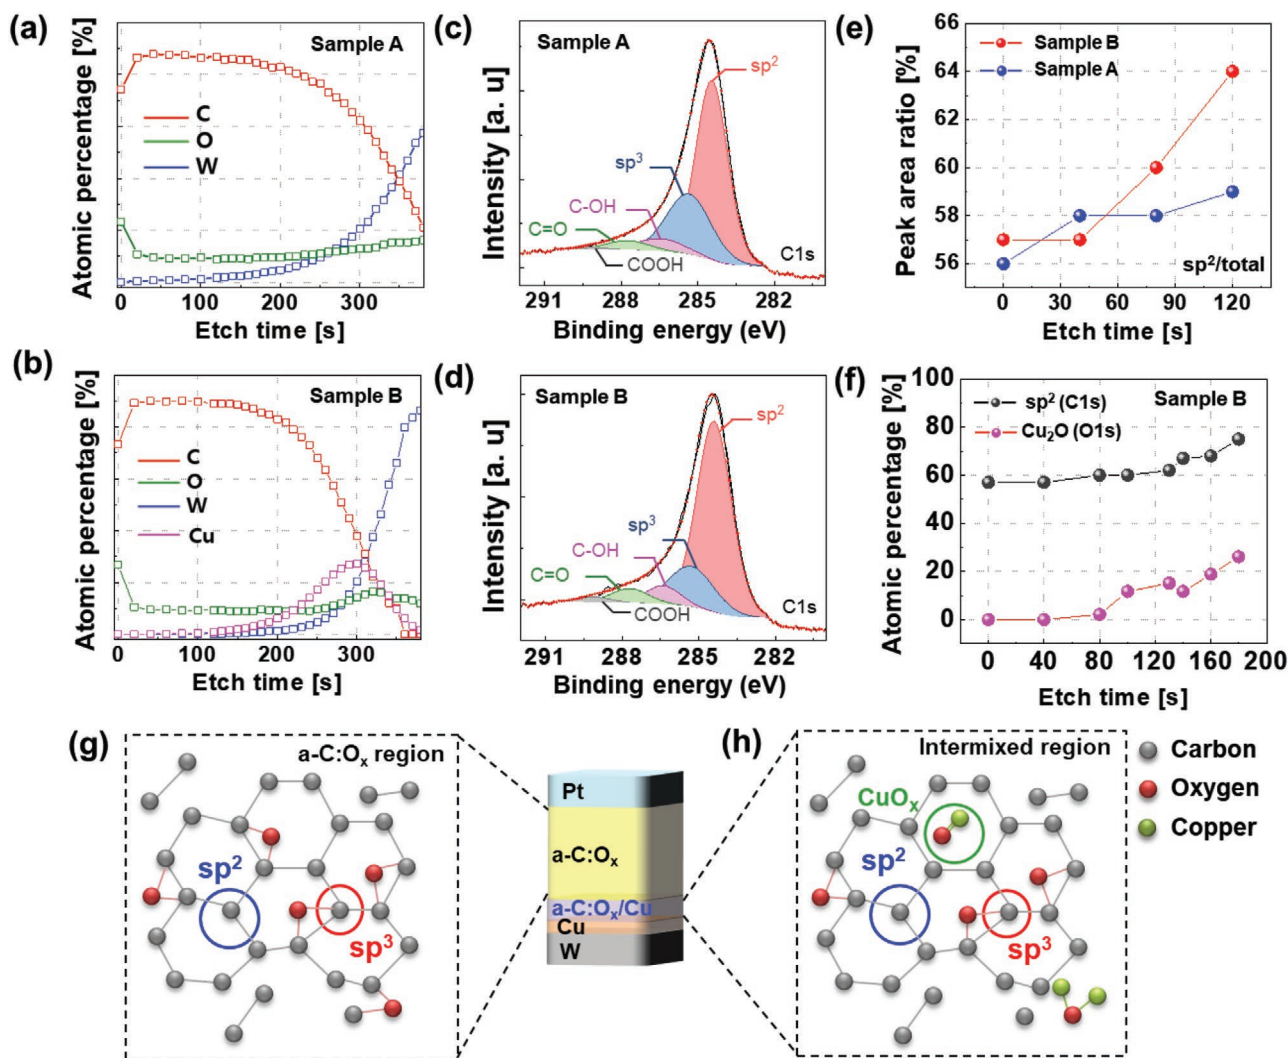 (a)
Atomic percentage [%]
Sample A
C
O
W
0
100
200
300
Etch time [s]
(c)
Intensity [a. u]
Sample A
sp²
sp³
C-OH
C=O
COOH
C1s
291
288
285
282
Binding energy (eV)
(e)
Peak area ratio [%]
66
64
62
60
58
56
Sample B
Sample A
sp²/total
0
30
60
90
120
Etch time [s]
(b)
Atomic percentage [%]
Sample B
C
O
W
Cu
0
100
200
300
Etch time [s]
(d)
Intensity [a. u]
Sample B
sp²
sp³
C-OH
C=O
COOH
C1s
291
288
285
282
Binding energy (eV)
(f)
Atomic percentage [%]
100
80
60
40
20
0
sp² (C1s)
Cu₂O (O1s)
Sample B
0
40
80
120
160
200
Etch time [s]
(g)
a-C:Oₓ region
sp²
sp³
Pt
a-C:Oₓ
a-C:Oₓ/Cu
Cu
W
(h)
Intermixed region
CuOₓ
sp²
sp³
Carbon
Oxygen
Copper